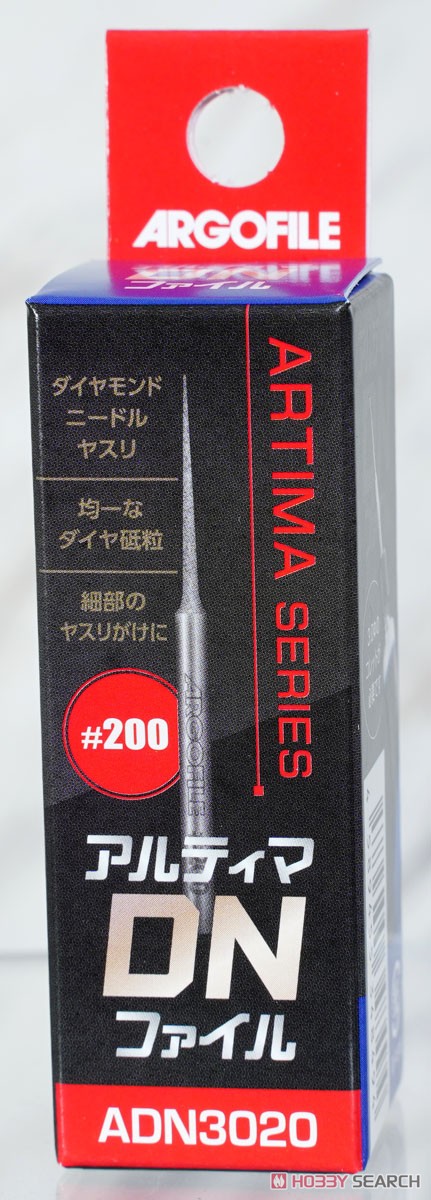 ARGOFILE
ファイル
ARTIMA SERIES
ダイヤモンド
ニードル
ヤスリ
均一な
ダイヤ砥粒
細部の
ヤスリがけに
#200
ARGOFILE
アルティマ
DN
ファイル
ADN3020
HOBBY SEARCH